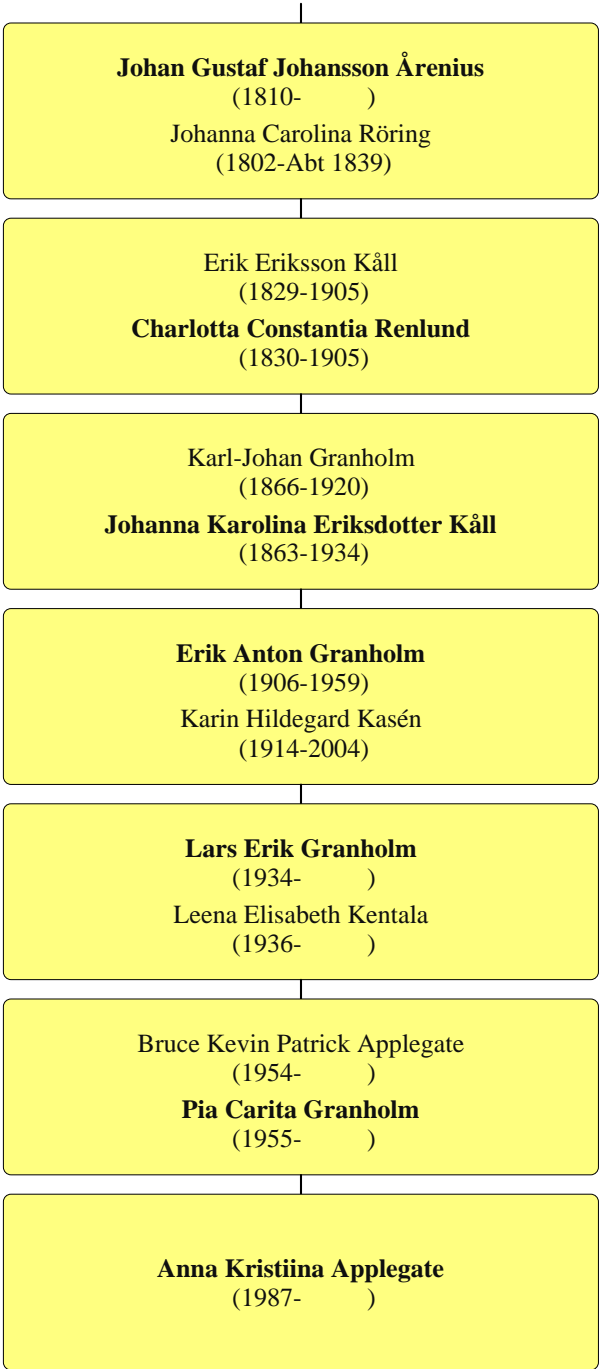 Johan Gustaf Johansson Årenius
(1810- )
Johanna Carolina Röring
(1802-Abt 1839)
Erik Eriksson Kåll
(1829-1905)
Charlotta Constantia Renlund
(1830-1905)
Karl-Johan Granholm
(1866-1920)
Johanna Karolina Eriksdotter Kåll
(1863-1934)
Erik Anton Granholm
(1906-1959)
Karin Hildegard Kasén
(1914-2004)
Lars Erik Granholm
(1934- )
Leena Elisabeth Kentala
(1936- )
Bruce Kevin Patrick Applegate
(1954- )
Pia Carita Granholm
(1955- )
Anna Kristiina Applegate
(1987- )